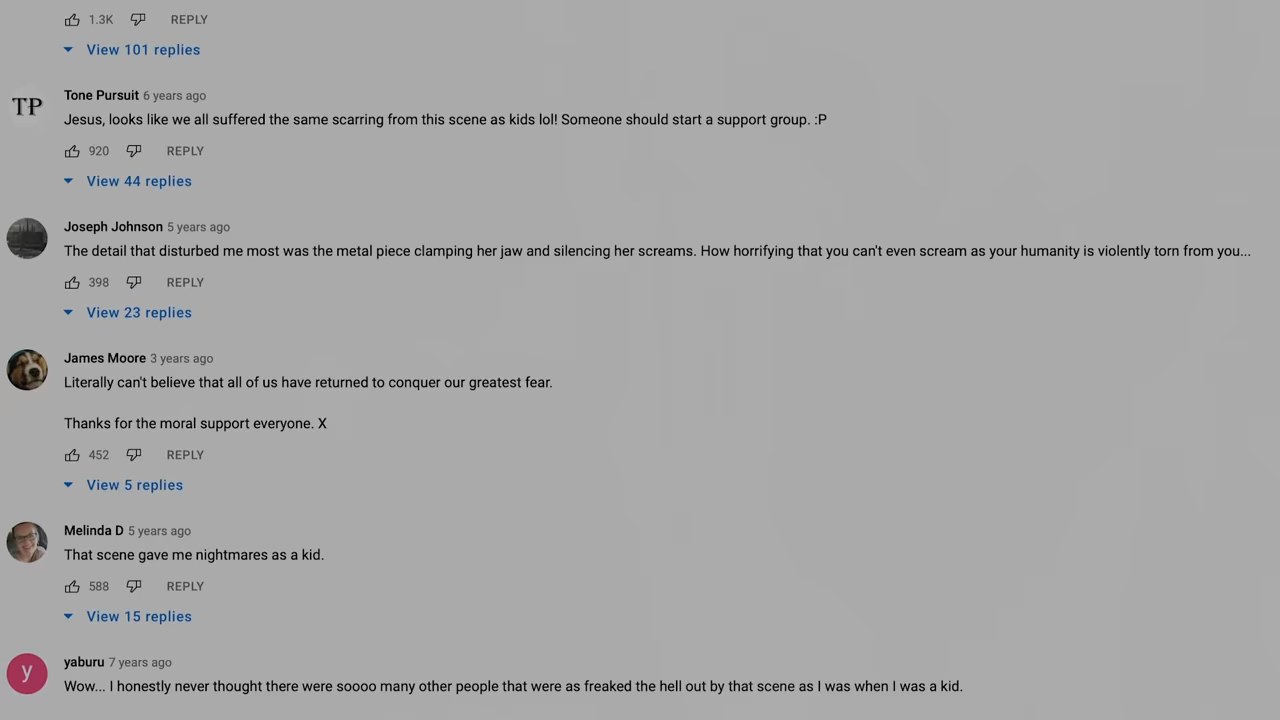 1.3K REPLY
View 101 replies
TP
Tone Pursuit 6 years ago
Jesus, looks like we all suffered the same scarring from this scene as kids lol! Someone should start a support group. :P
920 REPLY
View 44 replies
Joseph Johnson 5 years ago
The detail that disturbed me most was the metal piece clamping her jaw and silencing her screams. How horrifying that you can't even scream as your humanity is violently torn from you...
398 REPLY
View 23 replies
James Moore 3 years ago
Literally can't believe that all of us have returned to conquer our greatest fear.
Thanks for the moral support everyone. X
452 REPLY
View 5 replies
Melinda D 5 years ago
That scene gave me nightmares as a kid.
588 REPLY
View 15 replies
y
yaburu 7 years ago
Wow... I honestly never thought there were soooo many other people that were as freaked the hell out by that scene as I was when I was a kid.